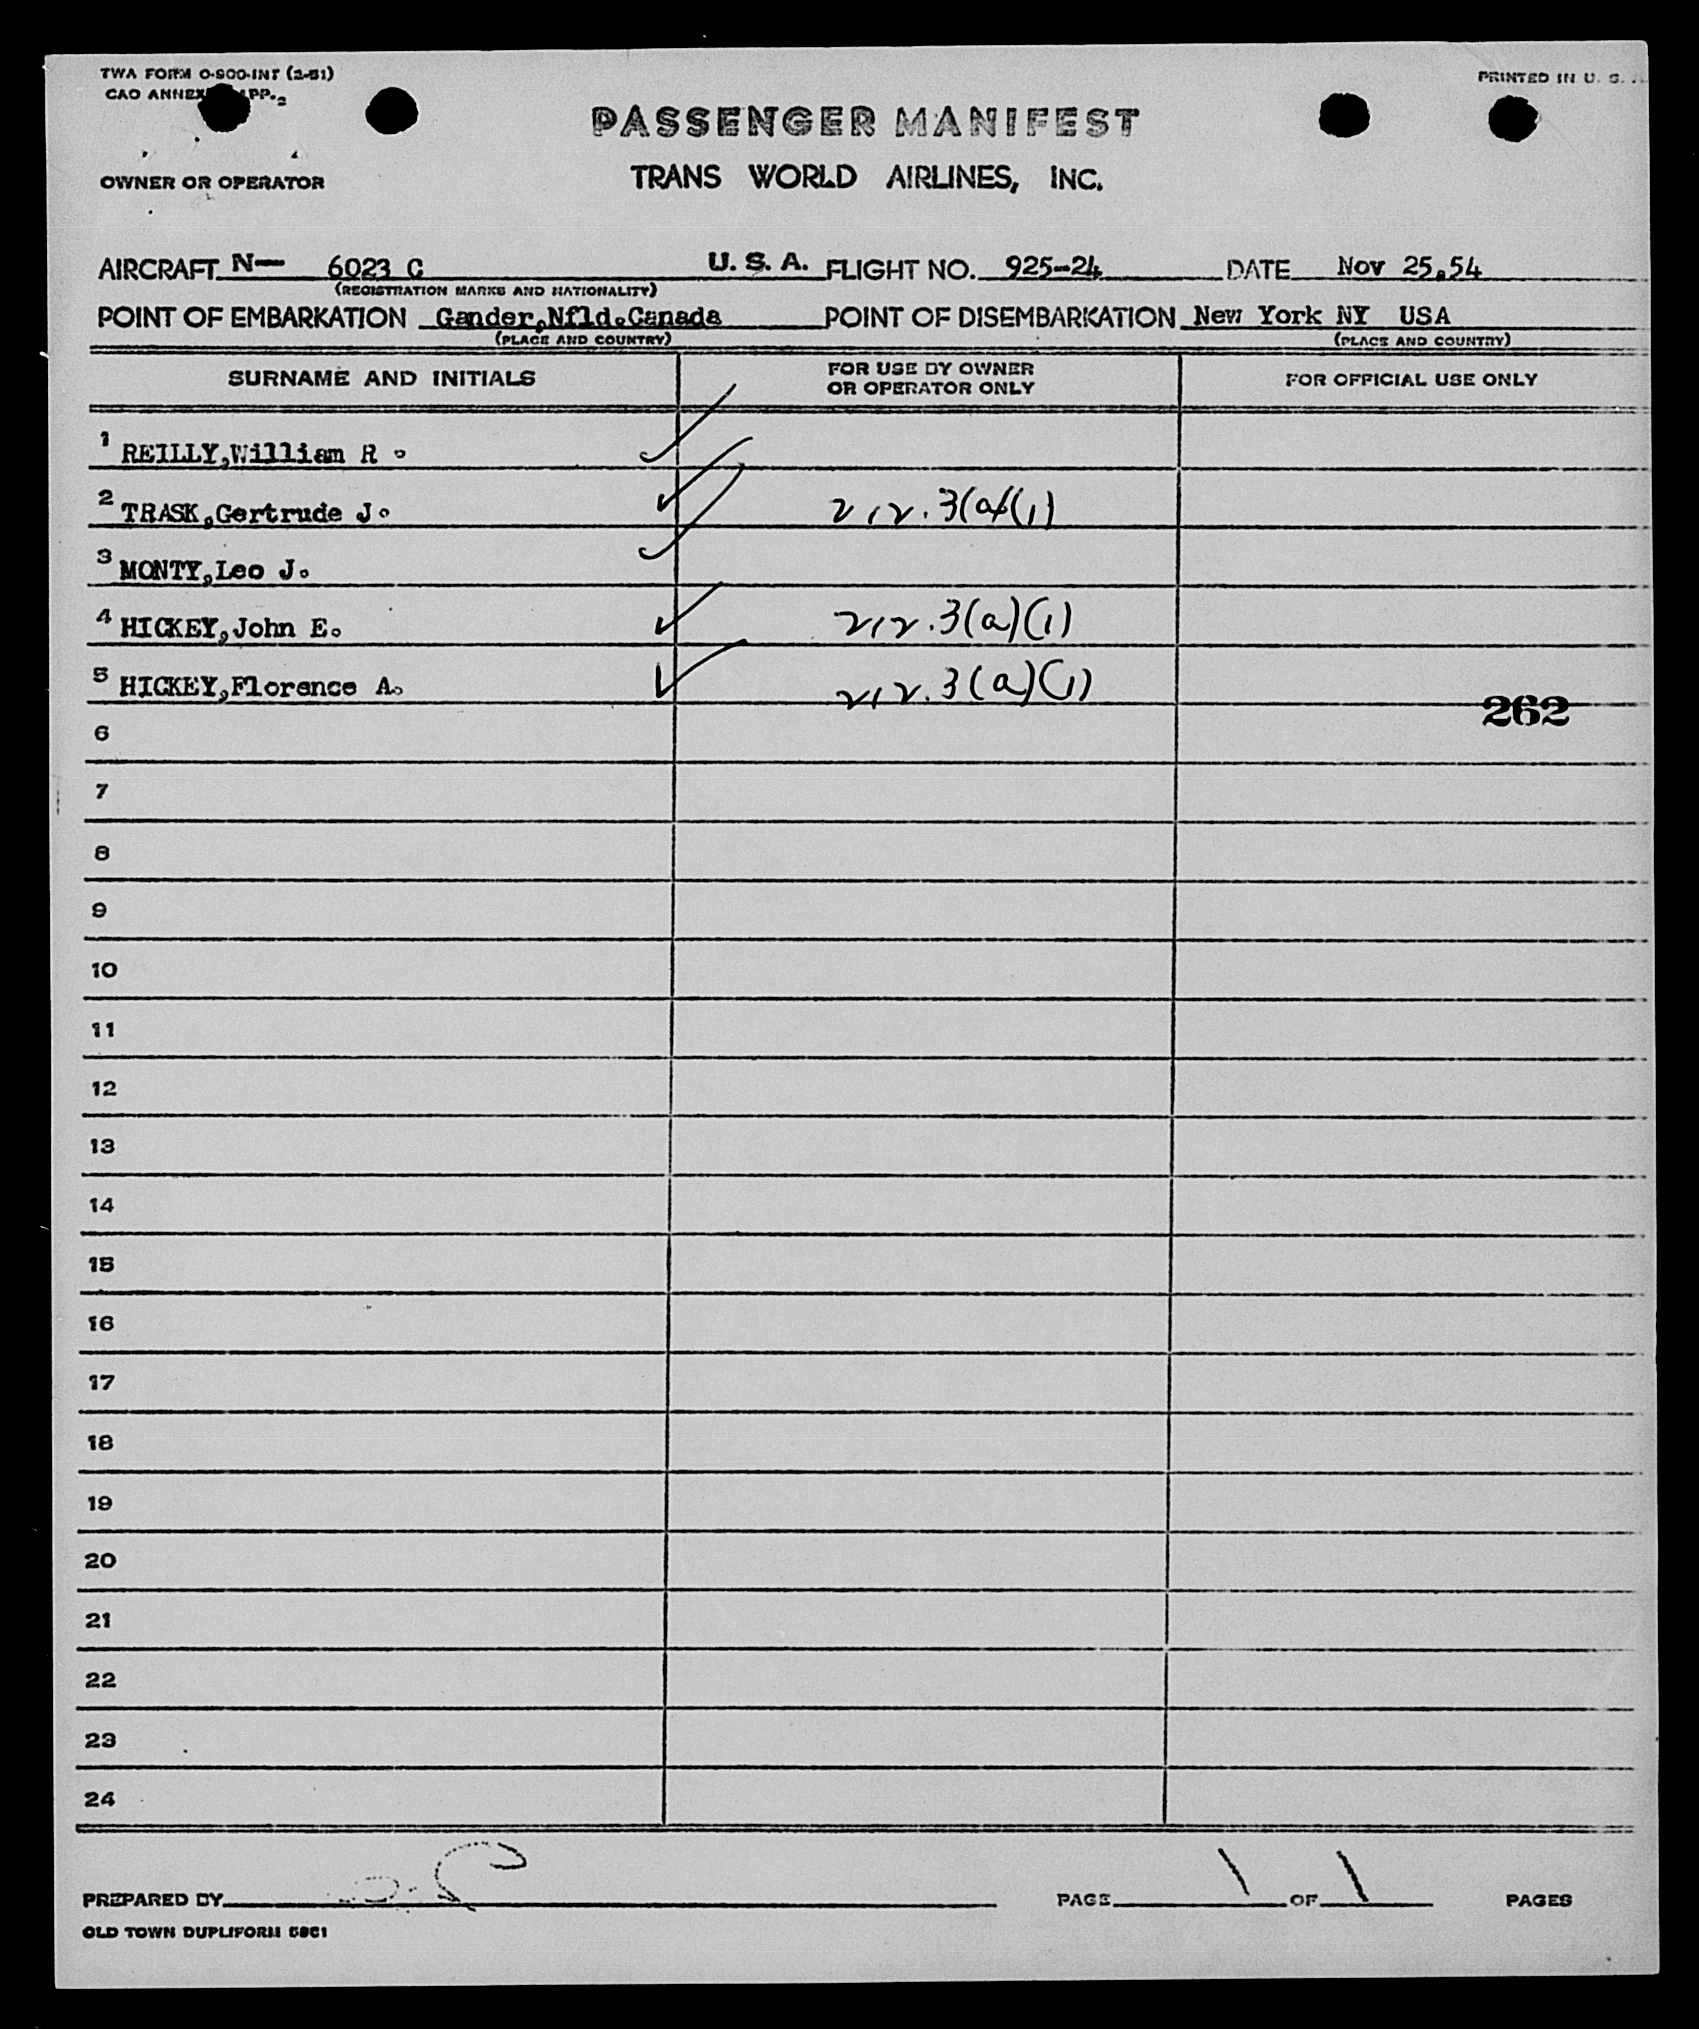 TWA FORM O-900-INT (2-51)
PRINTED IN U. S.
CAO ANNEX APP.2
PASSENGER MANIFEST
TRANS WORLD AIRLINES, INC.
OWNER OR OPERATOR
AIRCRAFT N— 6023 C U. S. A. FLIGHT NO. 925-24 DATE Nov 25,54
(REGISTRATION MARKS AND NATIONALITY)
POINT OF EMBARKATION Gander,Nfld.Canada POINT OF DISEMBARKATION New York NY USA
(PLACE AND COUNTRY) (PLACE AND COUNTRY)
SURNAME AND INITIALS FOR USE BY OWNER OR OPERATOR ONLY FOR OFFICIAL USE ONLY
1 REILLY,William R .
2 TRASK,Gertrude J. 212.3(a)(1)
3 MONTY,Leo J.
4 HICKEY,John E. 212.3(a)(1)
5 HICKEY,Florence A. 212.3(a)(1)
262
6
7
8
9
10
11
12
13
14
15
16
17
18
19
20
21
22
23
24
PREPARED BY PAGE 1 OF 1 PAGES
OLD TOWN DUPLIFORM